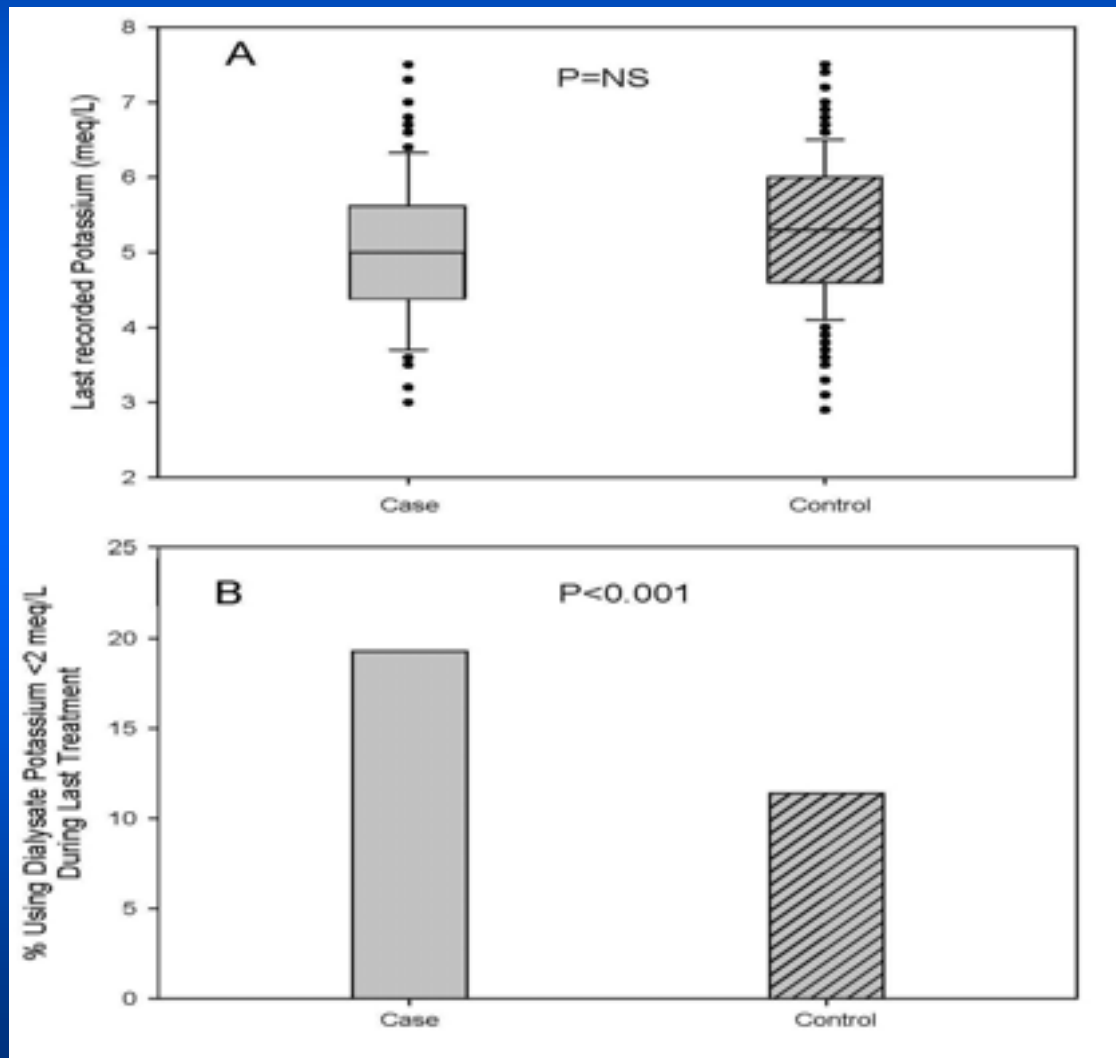 A
P=NS
Last recorded Potassium (meq/L)
8
7
6
5
4
3
2
Case
Control
B
P<0.001
% Using Dialysate Potassium <2 meq/L
During Last Treatment
25
20
15
10
5
0
Case
Control